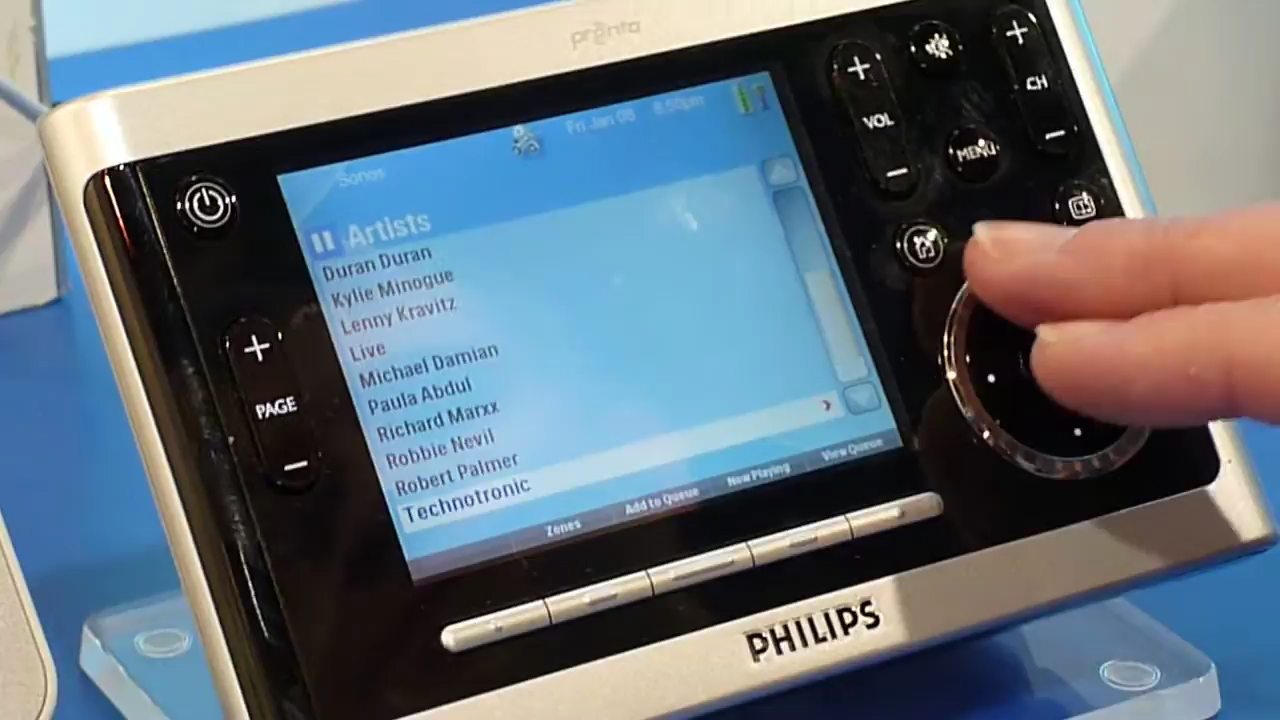 pronto
Fri Jan 08
Sonos
Artists
Duran Duran
Kylie Minogue
Lenny Kravitz
Live
Michael Damian
Paula Abdul
Richard Marxx
Robbie Nevil
Robert Palmer
Technotronic
Zones Add to Queue Now Playing View Queue
+ PAGE −
+ VOL −
MENU
+ CH −
PHILIPS